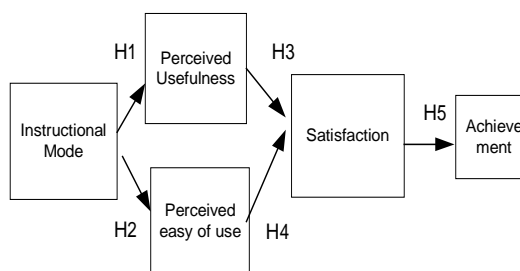 H1
Perceived
Usefulness
H3
Instructional
Mode
Satisfaction
H5
Achieve
ment
H2
Perceived
easy of use
H4